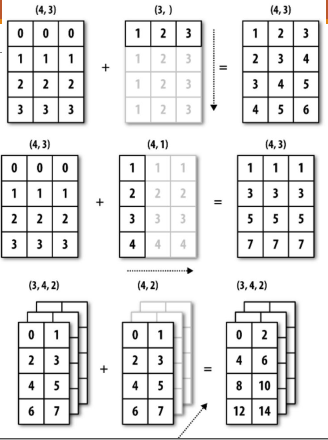 (4, 3) (3, ) (4, 3)
0 0 0 1 2 3 1 2 3
1 1 1 1 2 3 2 3 4
+ =
2 2 2 1 2 3 3 4 5
3 3 3 1 2 3 4 5 6
(4, 3) (4, 1) (4, 3)
0 0 0 1 1 1 1 1 1
1 1 1 2 2 2 3 3 3
+ =
2 2 2 3 3 3 5 5 5
3 3 3 4 4 4 7 7 7
(3, 4, 2) (4, 2) (3, 4, 2)
0 1 0 1 0 2
2 3 2 3 4 6
+ =
4 5 4 5 8 10
6 7 6 7 12 14